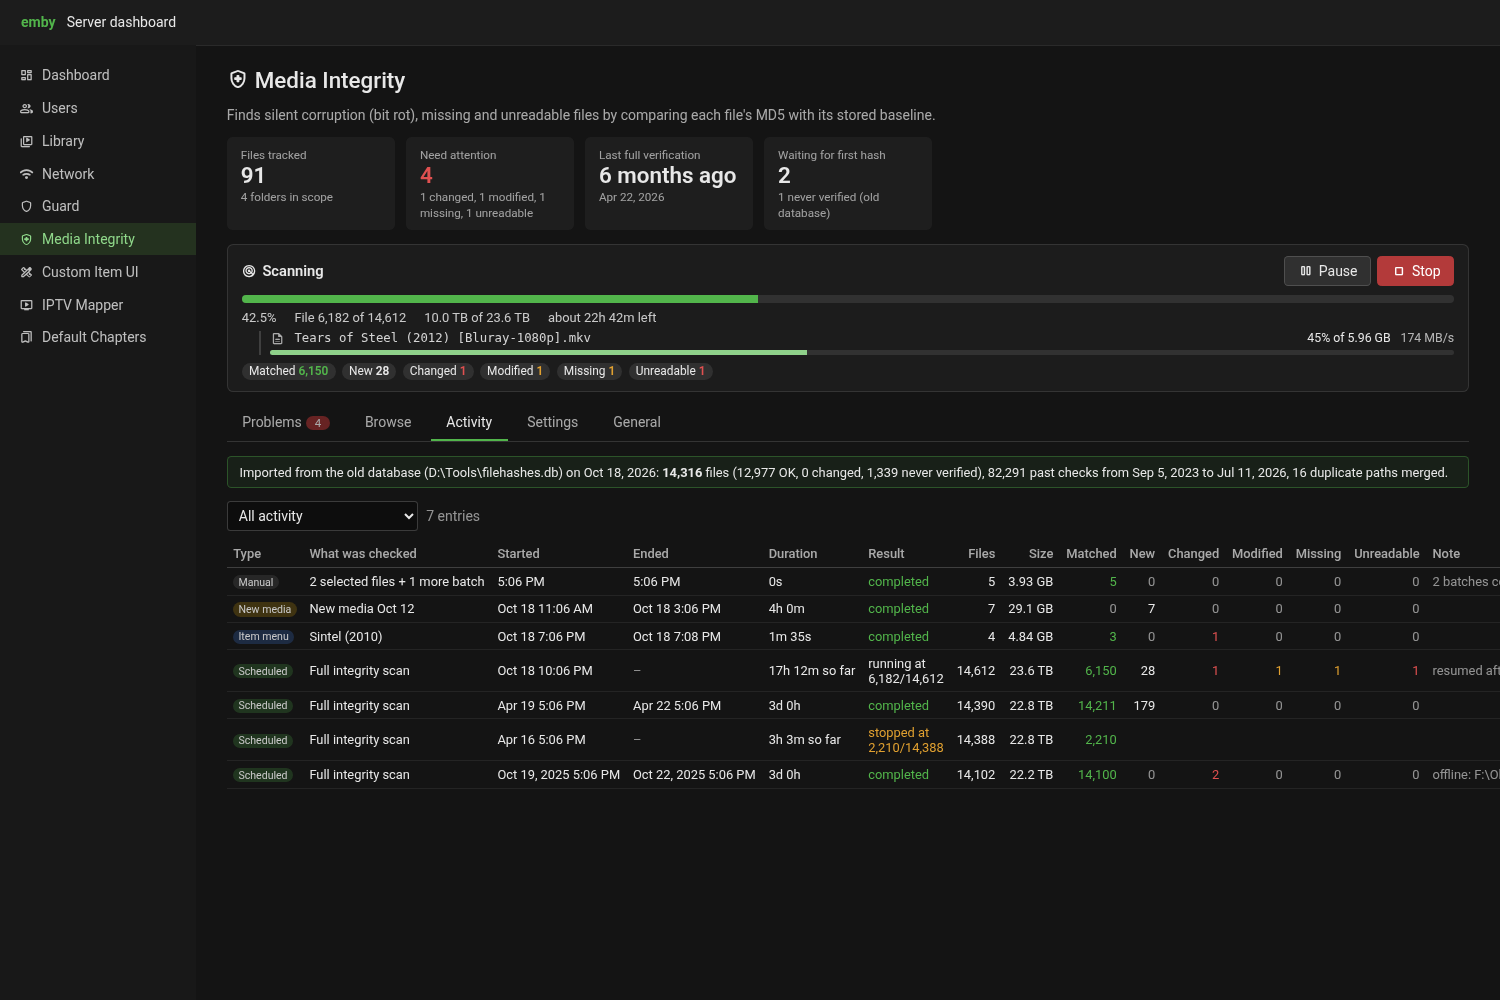 emby Server dashboard
Dashboard
Users
Library
Network
Guard
Media Integrity
Custom Item UI
IPTV Mapper
Default Chapters
Media Integrity
Finds silent corruption (bit rot), missing and unreadable files by comparing each file's MD5 with its stored baseline.
Files tracked
91
4 folders in scope
Need attention
4
1 changed, 1 modified, 1
missing, 1 unreadable
Last full verification
6 months ago
Apr 22, 2026
Waiting for first hash
2
1 never verified (old
database)
Scanning
Pause
Stop
42.5% File 6,182 of 14,612 10.0 TB of 23.6 TB about 22h 42m left
Tears of Steel (2012) [Bluray-1080p].mkv 45% of 5.96 GB 174 MB/s
Matched 6,150 New 28 Changed 1 Modified 1 Missing 1 Unreadable 1
Problems 4 Browse Activity Settings General
Imported from the old database (D:\Tools\filehashes.db) on Oct 18, 2026: 14,316 files (12,977 OK, 0 changed, 1,339 never verified), 82,291 past checks from Sep 5, 2023 to Jul 11, 2026, 16 duplicate paths merged.
All activity 7 entries
Type What was checked Started Ended Duration Result Files Size Matched New Changed Modified Missing Unreadable Note
Manual 2 selected files + 1 more batch 5:06 PM 5:06 PM 0s completed 5 3.93 GB 5 0 0 0 0 0 2 batches c
New media New media Oct 12 Oct 18 11:06 AM Oct 18 3:06 PM 4h 0m completed 7 29.1 GB 0 7 0 0 0 0
Item menu Sintel (2010) Oct 18 7:06 PM Oct 18 7:08 PM 1m 35s completed 4 4.84 GB 3 0 1 0 0 0
Scheduled Full integrity scan Oct 18 10:06 PM – 17h 12m so far running at 6,182/14,612 14,612 23.6 TB 6,150 28 1 1 1 1 resumed aft
Scheduled Full integrity scan Apr 19 5:06 PM Apr 22 5:06 PM 3d 0h completed 14,390 22.8 TB 14,211 179 0 0 0 0
Scheduled Full integrity scan Apr 16 5:06 PM – 3h 3m so far stopped at 2,210/14,388 14,388 22.8 TB 2,210
Scheduled Full integrity scan Oct 19, 2025 5:06 PM Oct 22, 2025 5:06 PM 3d 0h completed 14,102 22.2 TB 14,100 0 2 0 0 0 offline: F:\O